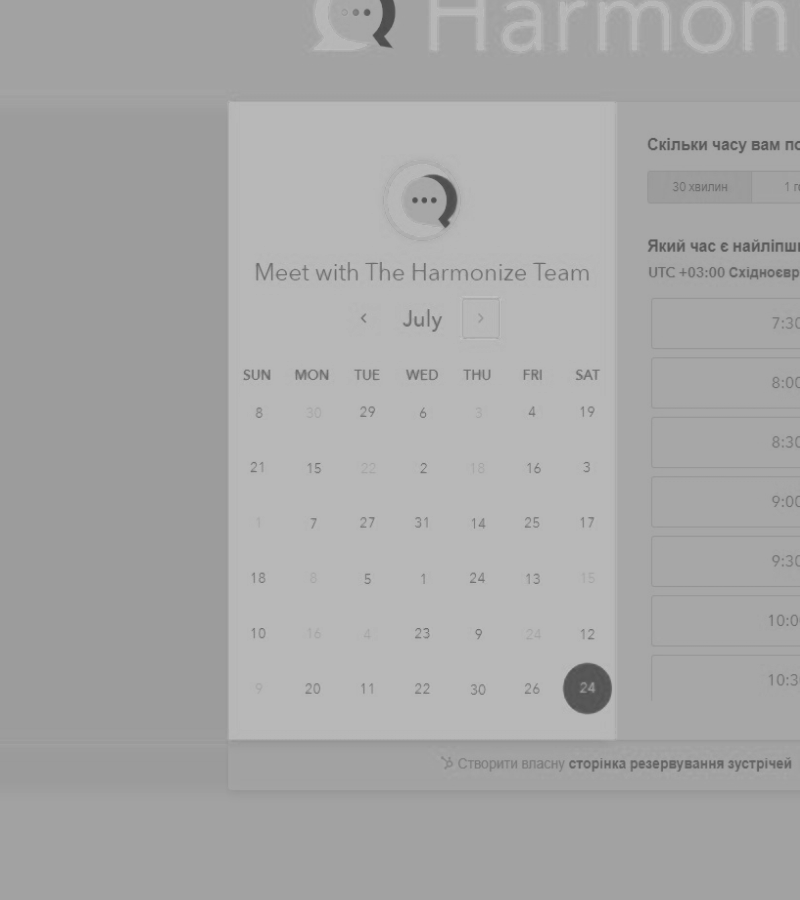 Harmon
Meet with The Harmonize Team
July
SUN MON TUE WED THU FRI SAT
8 30 29 6 3 4 19
21 15 22 2 18 16 3
1 7 27 31 14 25 17
18 8 5 1 24 13 15
10 16 4 23 9 24 12
9 20 11 22 30 26 24
Скільки часу вам по
30 хвилин 1 г
Який час є найліпш
UTC +03:00 Східноєвр
7:30
8:00
8:30
9:00
9:30
10:0
10:3
Створити власну сторінка резервування зустрічей